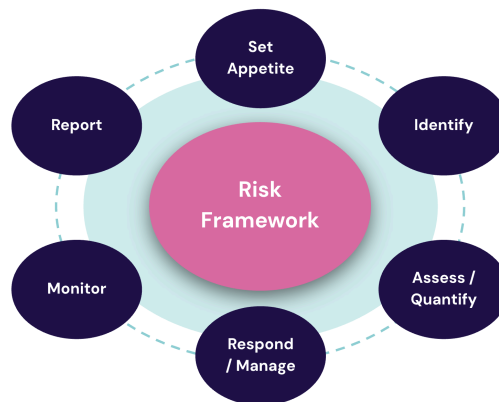 Set
Appetite
Report
Identify
Risk
Framework
Monitor
Assess /
Quantify
Respond
/ Manage